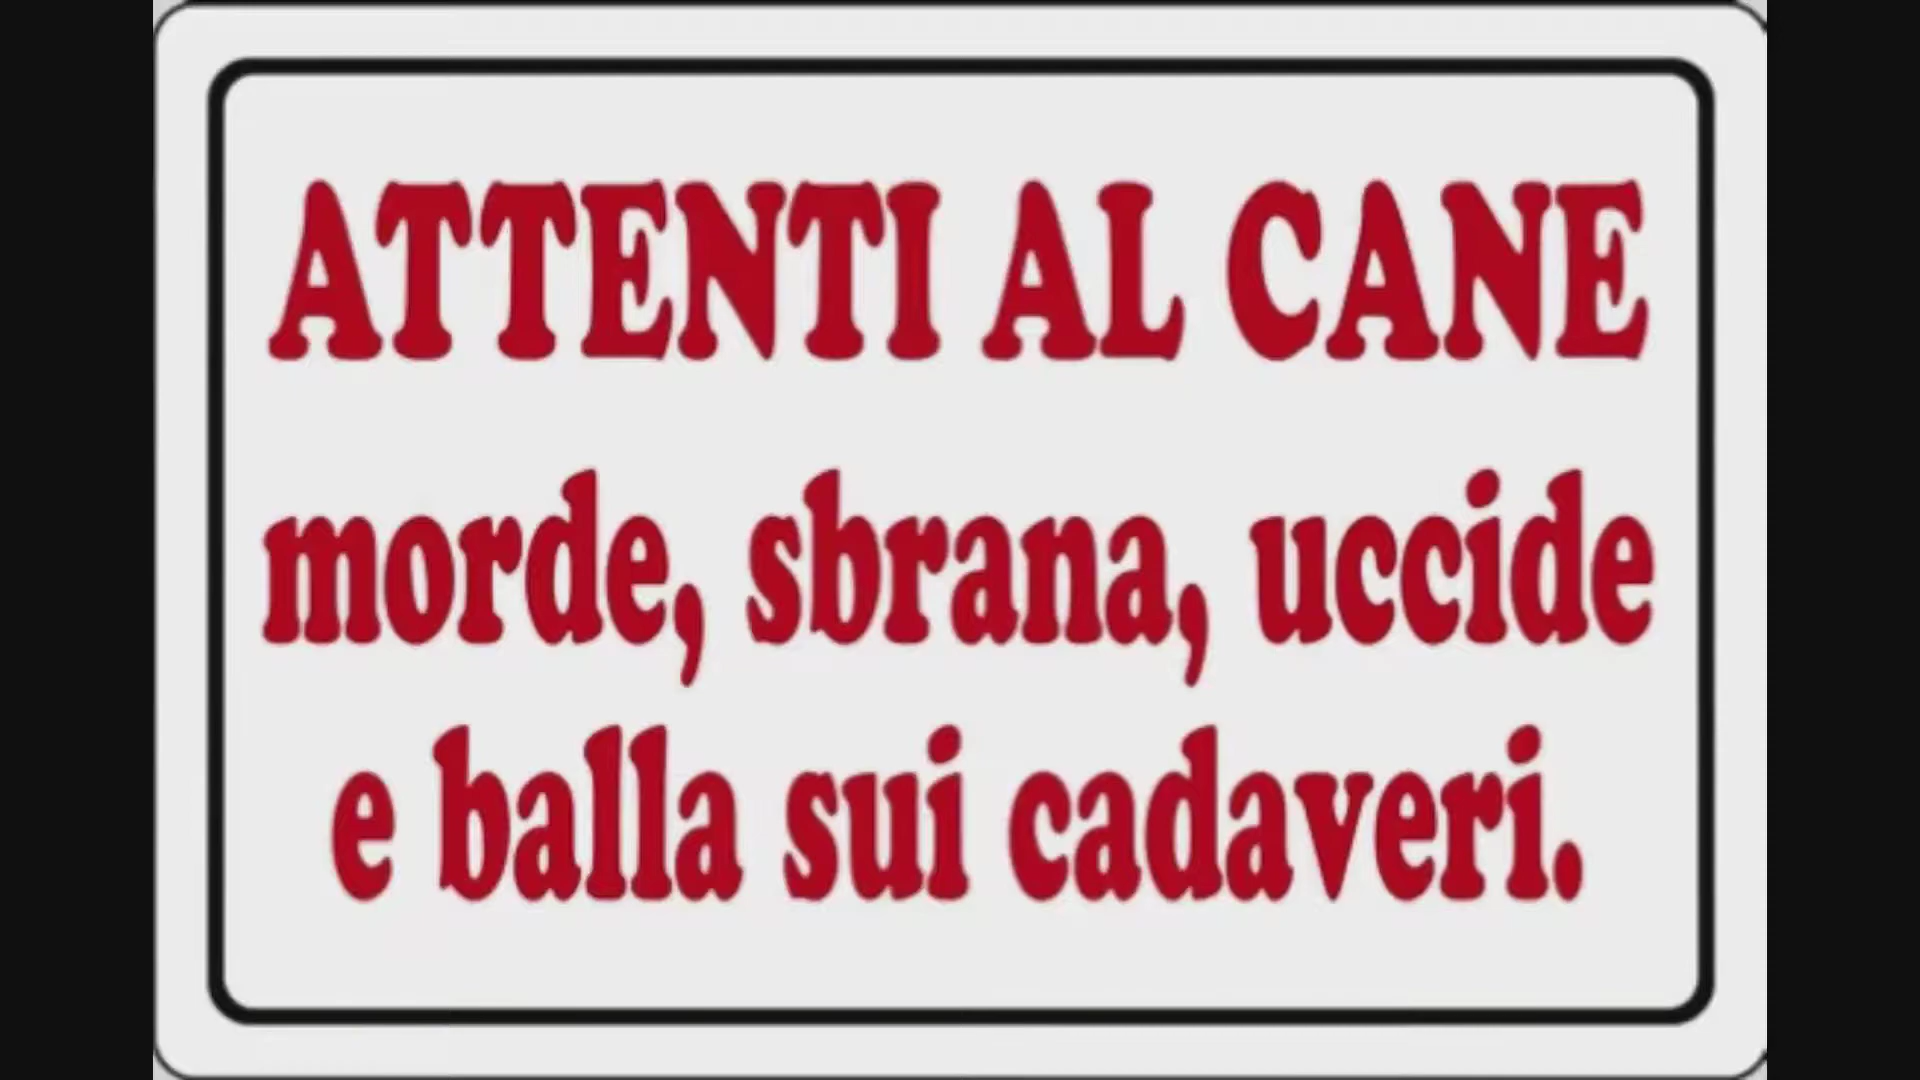 ATTENTI AL CANE
morde, sbrana, uccide
e balla sui cadaveri.